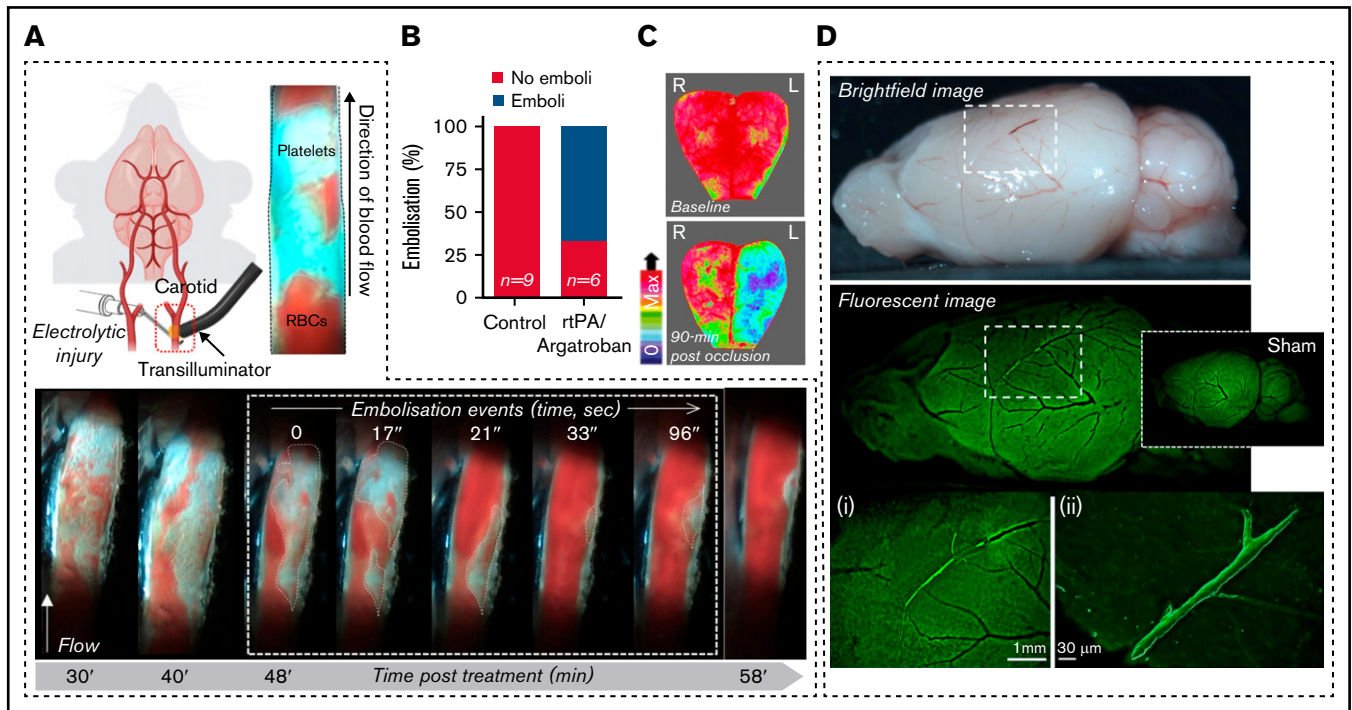 A
Platelets
Direction of blood flow
Carotid
RBCs
Electrolytic
injury
Transilluminator
Embolisation events (time, sec)
0
17″
21″
33″
96″
Flow
30′
40′
48′
Time post treatment (min)
58′
B
No emboli
Emboli
Embolisation (%)
100
75
50
25
0
n=9
n=6
Control
rtPA/
Argatroban
C
R
L
Baseline
R
L
Max
0
90-min
post occlusion
D
Brightfield image
Fluorescent image
Sham
(i)
1mm
(ii)
30 μm